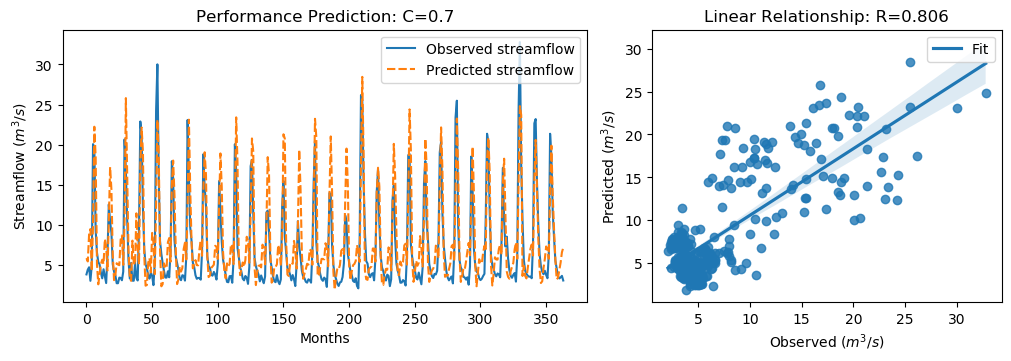 Performance Prediction: C=0.7
Streamflow (m³/s)
30
25
20
15
10
5
0
50
100
150
200
250
300
350
Months
Observed streamflow
Predicted streamflow
Linear Relationship: R=0.806
Predicted (m³/s)
30
25
20
15
10
5
5
10
15
20
25
30
Observed (m³/s)
Fit